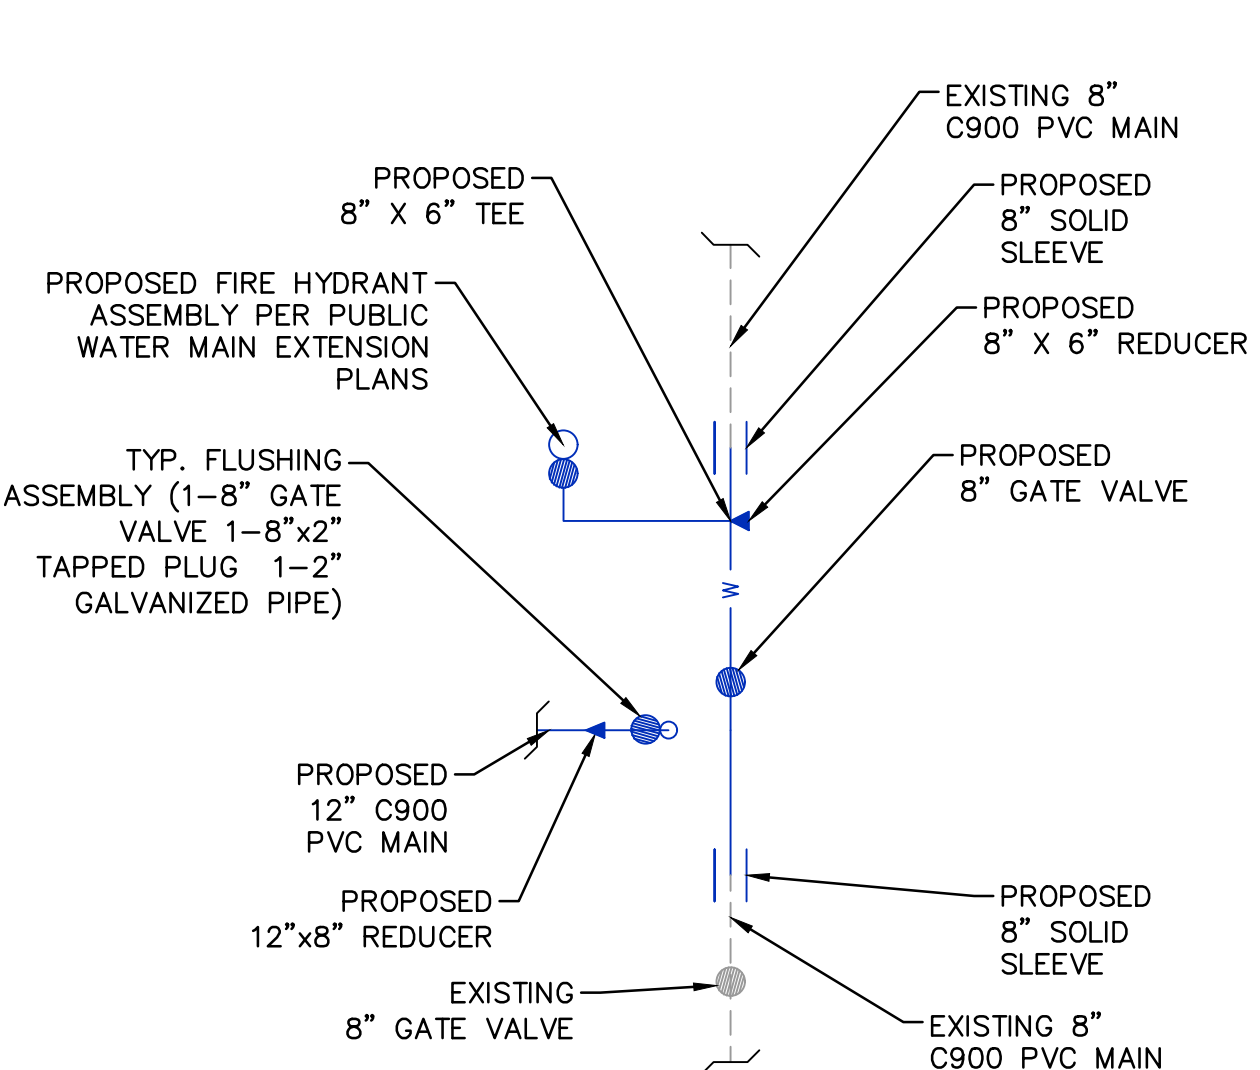 EXISTING 8"
C900 PVC MAIN
PROPOSED
8" X 6" TEE
PROPOSED
8" SOLID
SLEEVE
PROPOSED FIRE HYDRANT
ASSEMBLY PER PUBLIC
WATER MAIN EXTENSION
PLANS
PROPOSED
8" X 6" REDUCER
TYP. FLUSHING
ASSEMBLY (1-8" GATE
VALVE 1-8"x2"
TAPPED PLUG 1-2"
GALVANIZED PIPE)
PROPOSED
8" GATE VALVE
W
PROPOSED
12" C900
PVC MAIN
PROPOSED
12"x8" REDUCER
PROPOSED
8" SOLID
SLEEVE
EXISTING
8" GATE VALVE
EXISTING 8"
C900 PVC MAIN